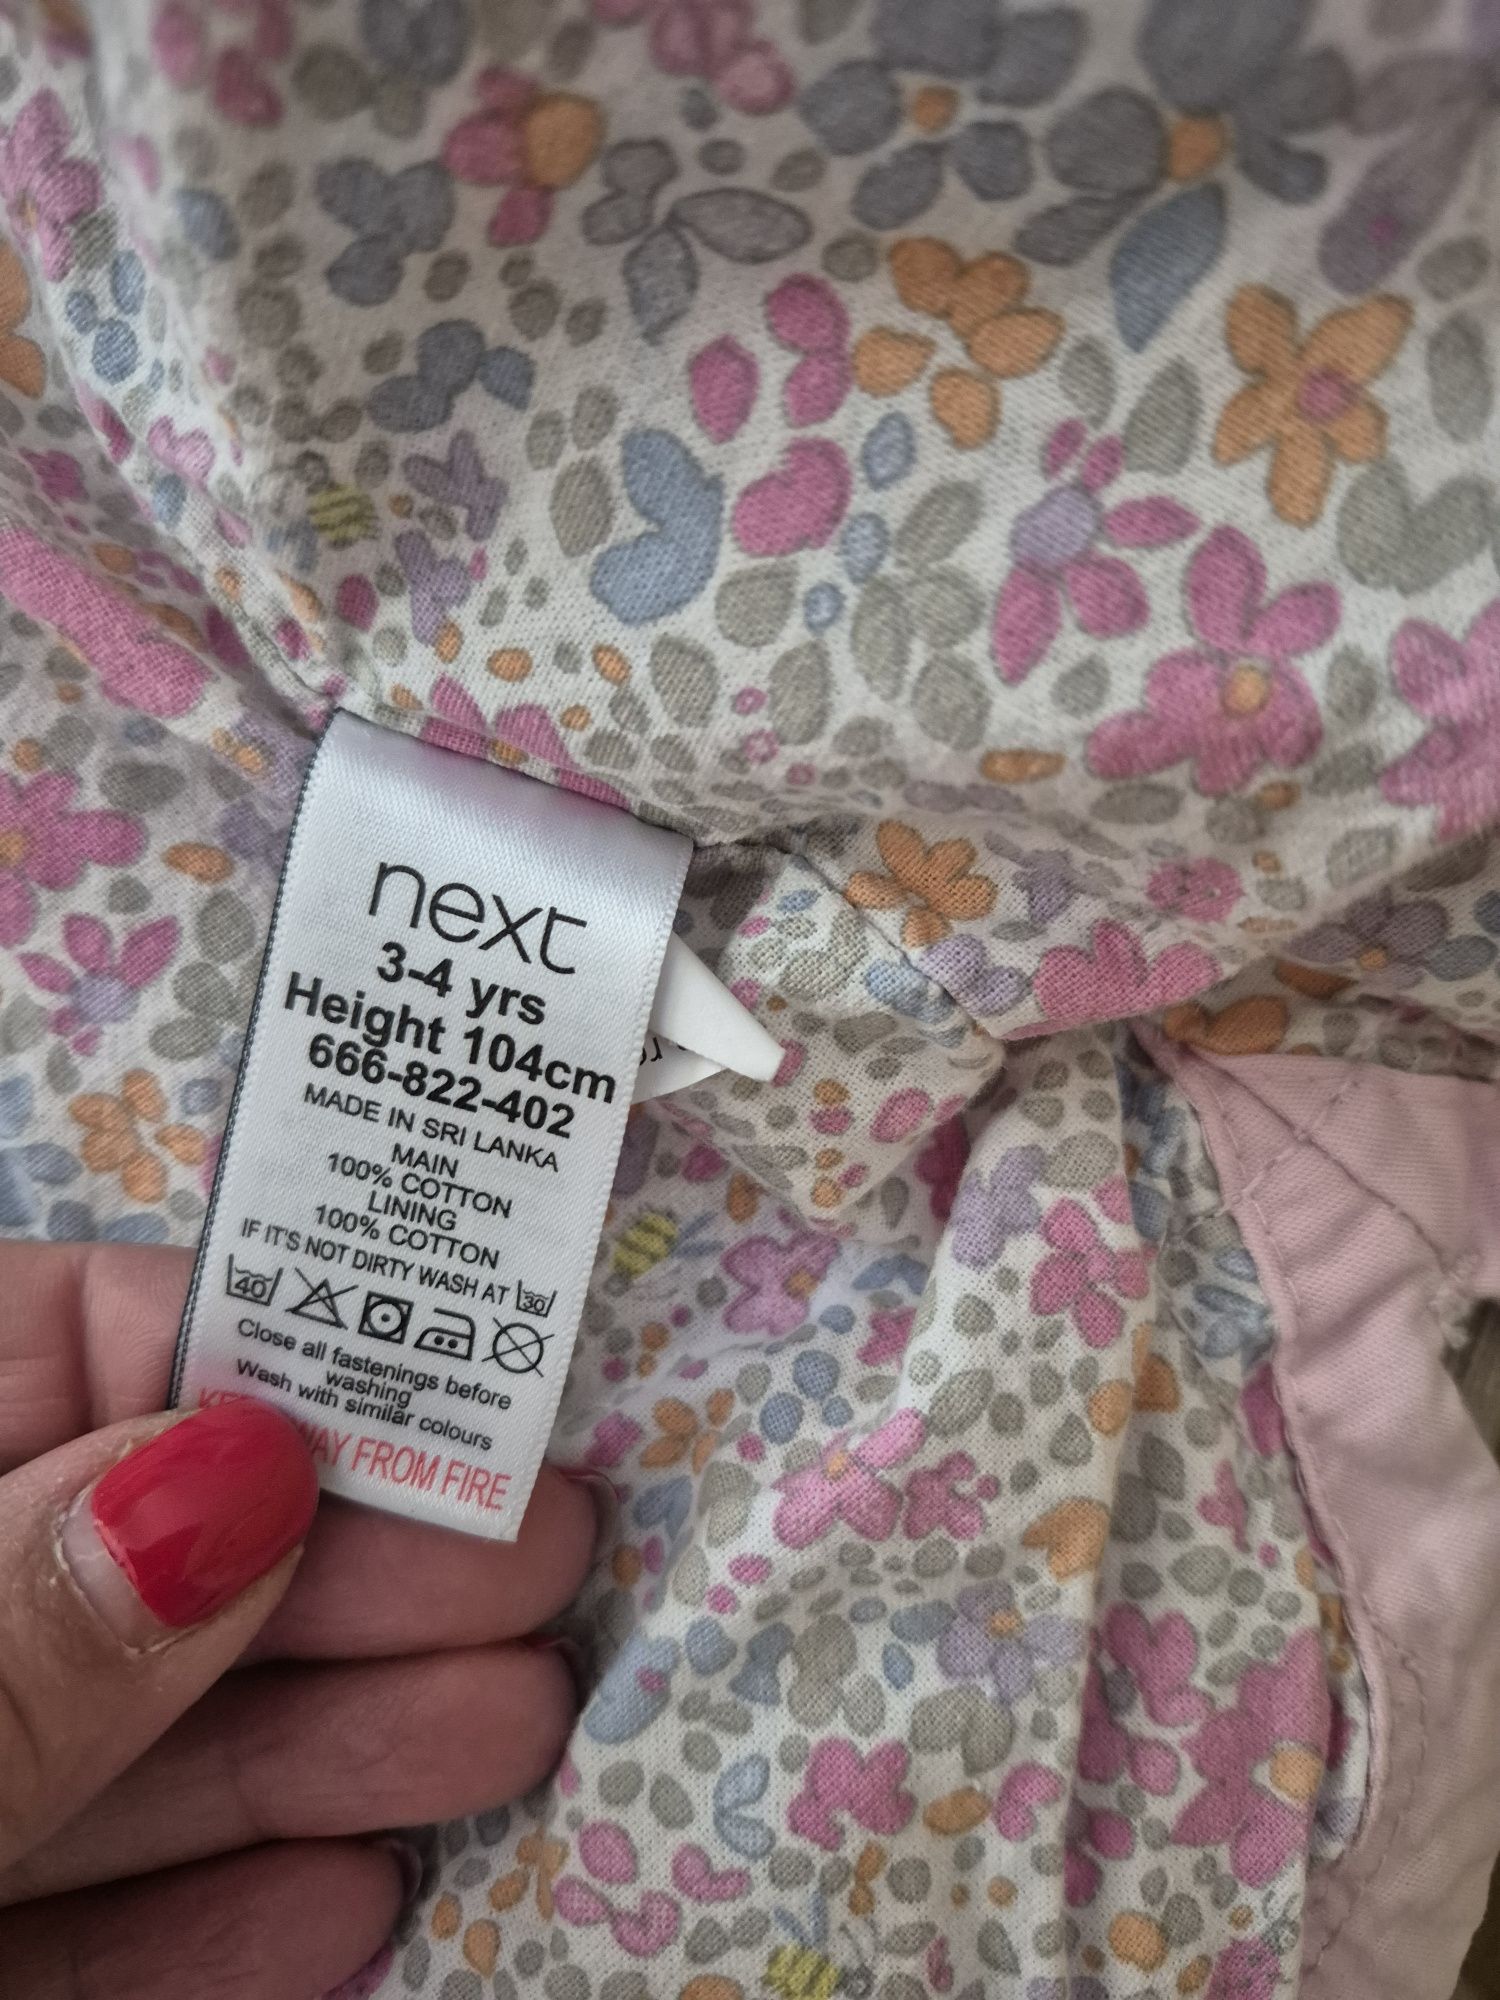 next
3-4 yrs
Height 104cm
666-822-402
MADE IN SRI LANKA
MAIN
100% COTTON
LINING
100% COTTON
IF IT'S NOT DIRTY WASH AT 30
40
Close all fastenings before
washing
Wash with similar colours
AWAY FROM FIRE